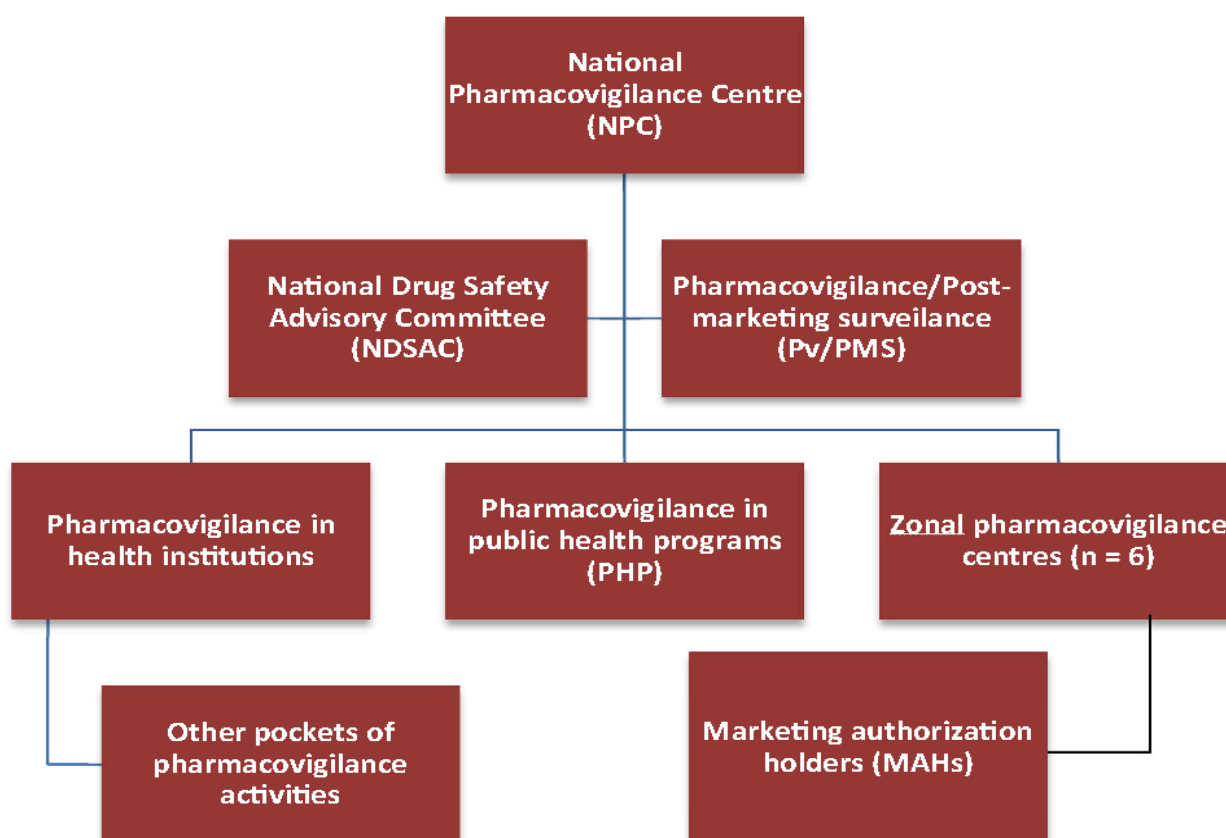 National
Pharmacovigilance Centre
(NPC)
National Drug Safety
Advisory Committee
(NDSAC)
Pharmacovigilance/Post-
marketing surveilance
(Pv/PMS)
Pharmacovigilance in
health institutions
Pharmacovigilance in
public health programs
(PHP)
Zonal pharmacovigilance
centres (n = 6)
Other pockets of
pharmacovigilance
activities
Marketing authorization
holders (MAHs)